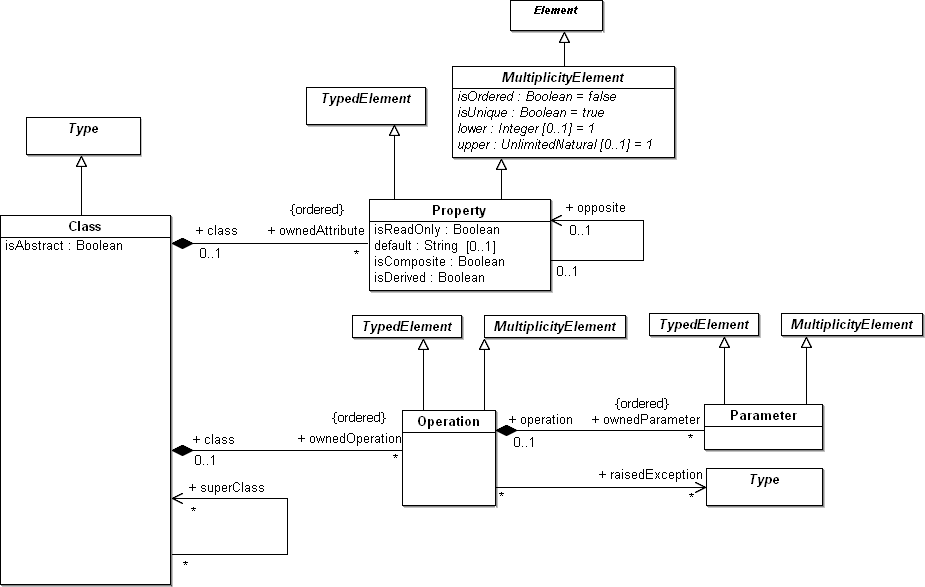 Element
MultiplicityElement
isOrdered : Boolean = false
isUnique : Boolean = true
lower : Integer [0..1] = 1
upper : UnlimitedNatural [0..1] = 1
TypedElement
Type
Property
isReadOnly : Boolean
default : String [0..1]
isComposite : Boolean
isDerived : Boolean
+ opposite
0..1
0..1
Class
isAbstract : Boolean
+ class
0..1
{ordered}
+ ownedAttribute
*
TypedElement
MultiplicityElement
TypedElement
MultiplicityElement
+ class
0..1
{ordered}
+ ownedOperation
*
Operation
+ operation
0..1
{ordered}
+ ownedParameter
*
Parameter
+ raisedException
*
*
Type
+ superClass
*
*